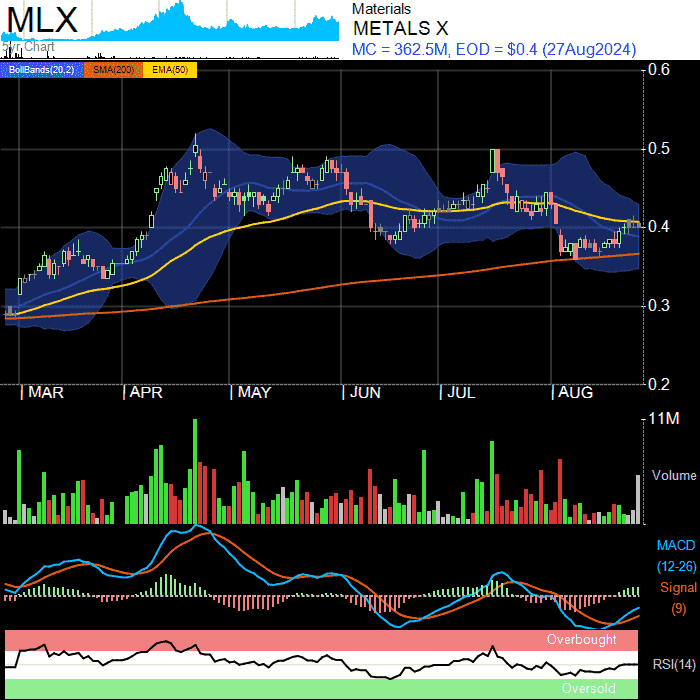 MLX
5yr Chart
Materials
METALS X
MC = 362.5M, EOD = $0.4 (27Aug2024)
BollBands(20,2) SMA(200) EMA(50)
0.6
0.5
0.4
0.3
0.2
| MAR | APR | MAY | JUN | JUL | AUG
11M
Volume
MACD
(12-26)
Signal
(9)
Overbought
RSI(14)
Oversold